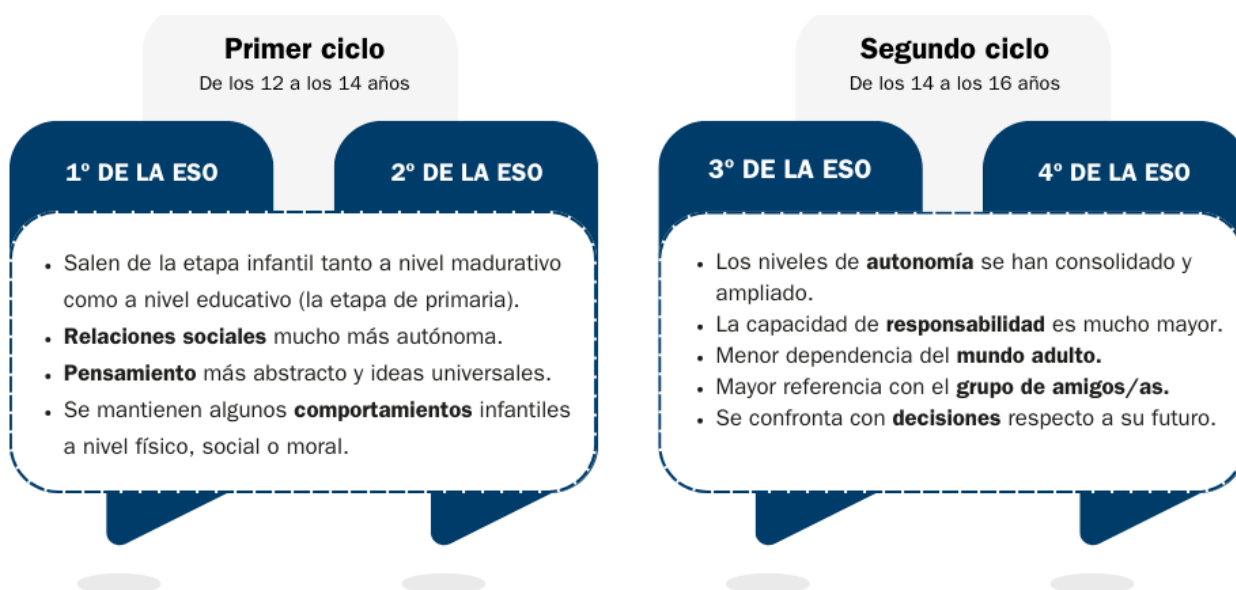 Primer ciclo
De los 12 a los 14 años
1º DE LA ESO
2º DE LA ESO
• Salen de la etapa infantil tanto a nivel madurativo
como a nivel educativo (la etapa de primaria).
• Relaciones sociales mucho más autónoma.
• Pensamiento más abstracto y ideas universales.
• Se mantienen algunos comportamientos infantiles
a nivel físico, social o moral.
Segundo ciclo
De los 14 a los 16 años
3º DE LA ESO
4º DE LA ESO
• Los niveles de autonomía se han consolidado y
ampliado.
• La capacidad de responsabilidad es mucho mayor.
• Menor dependencia del mundo adulto.
• Mayor referencia con el grupo de amigos/as.
• Se confronta con decisiones respecto a su futuro.